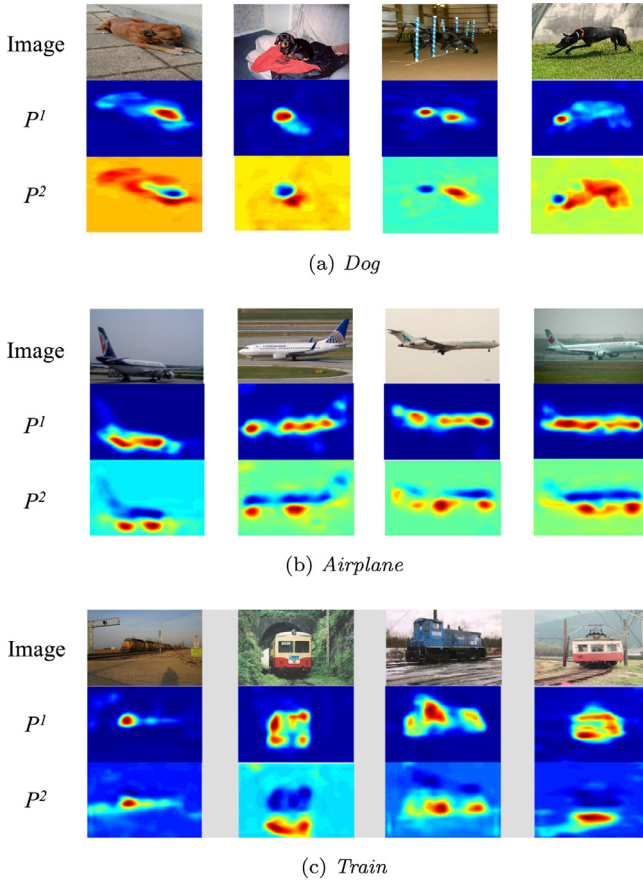 Image
P¹
P²
(a) Dog
Image
P¹
P²
(b) Airplane
Image
P¹
P²
(c) Train